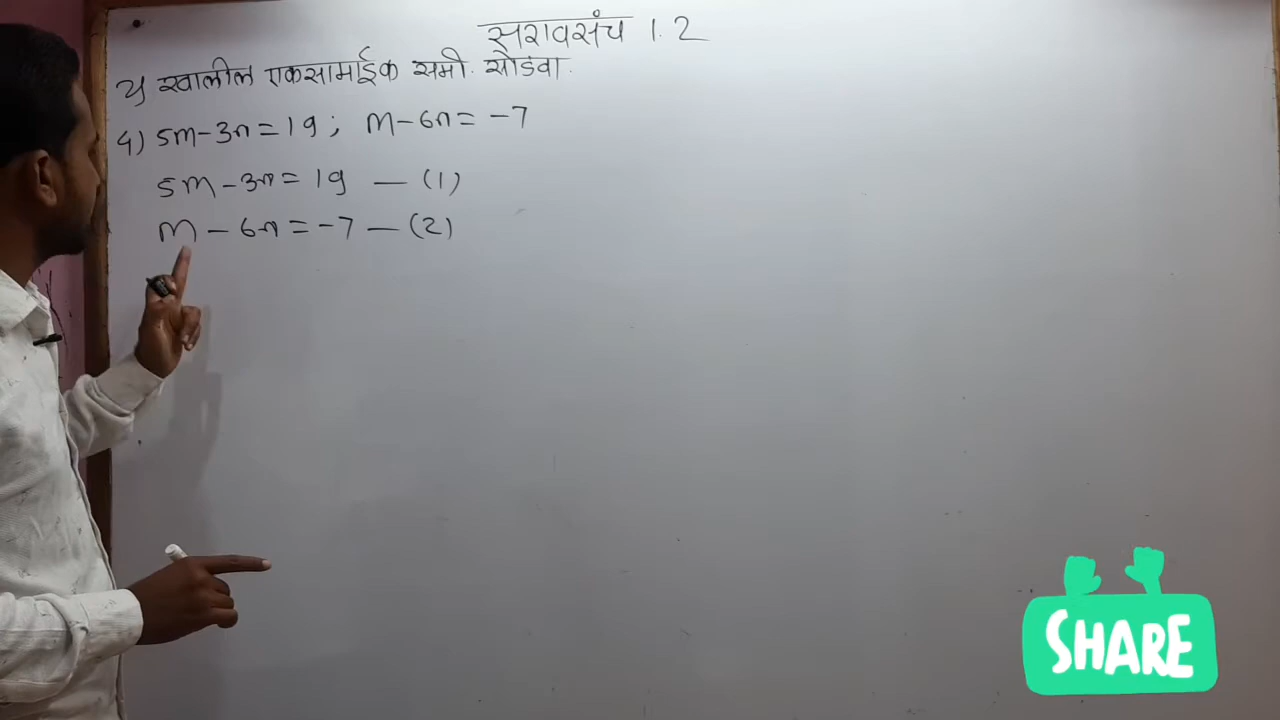 सरावसंच 1.2
2) खालील एकसामाईक समी. सोडवा.
4) 5m-3n=19; m-6n=-7
5m-3n=19 — (1)
m-6n=-7 — (2)
SHARE